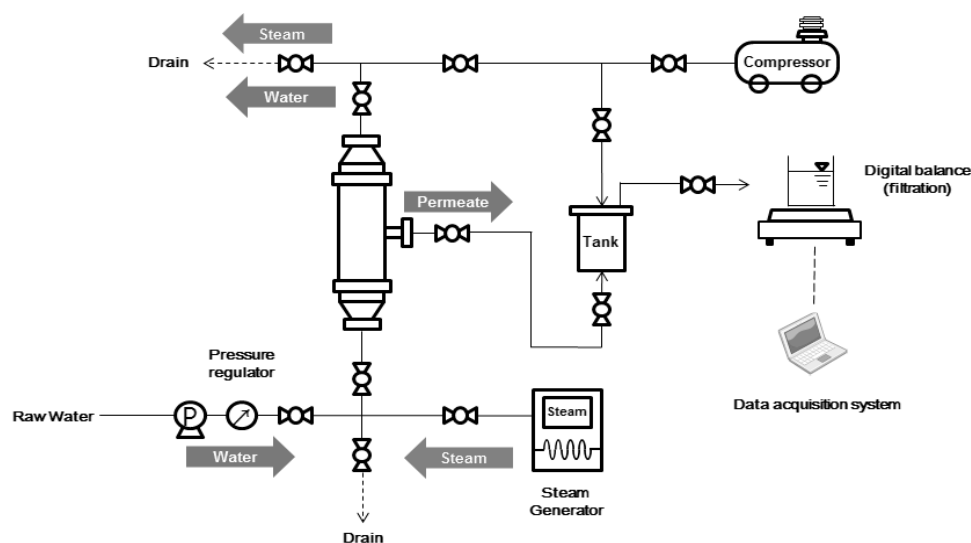 Steam
Drain
Water
Compressor
Digital balance
(filtration)
Permeate
Tank
Pressure
regulator
Raw Water
P
Steam
Data acquisition system
Water
Steam
Steam
Generator
Drain